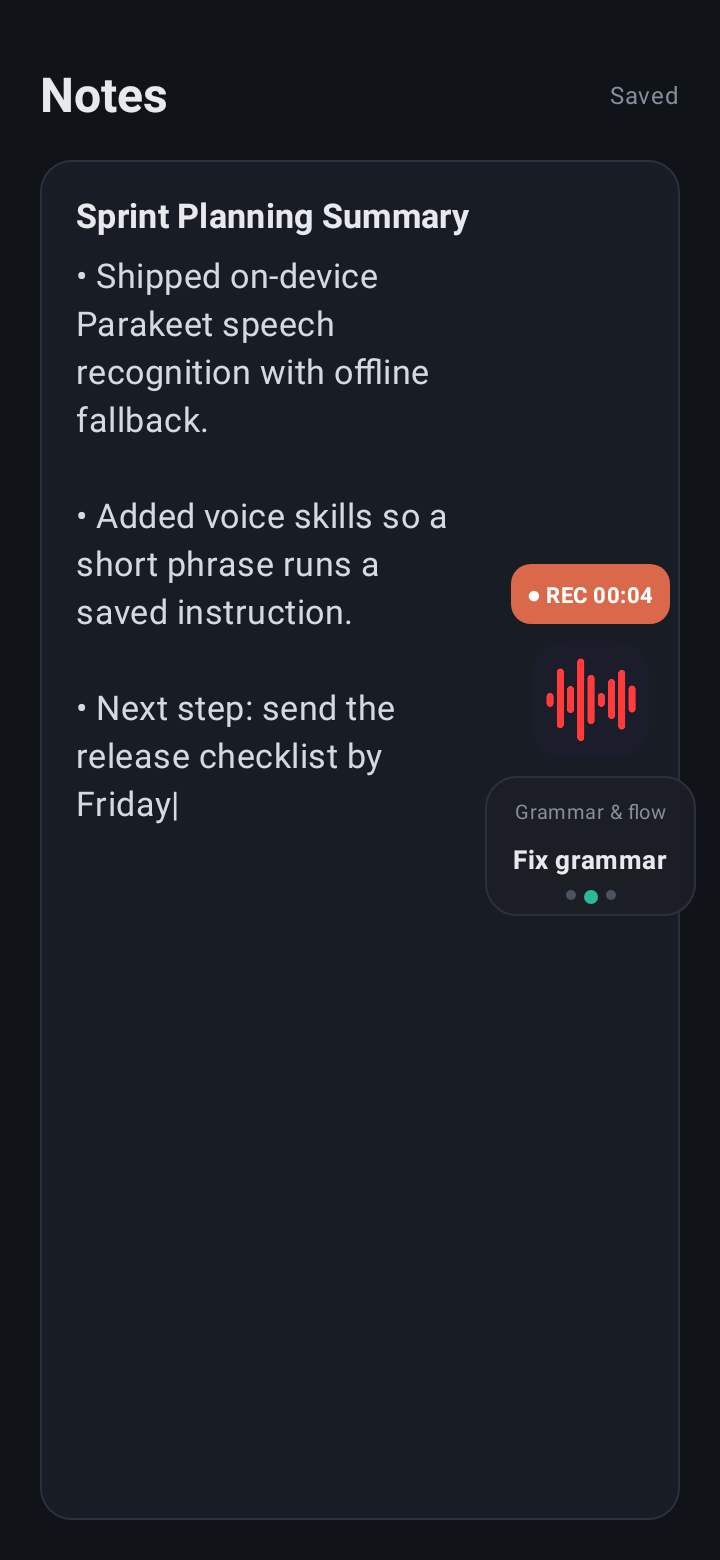 Notes
Saved
Sprint Planning Summary
• Shipped on-device
Parakeet speech
recognition with offline
fallback.
• Added voice skills so a
short phrase runs a
saved instruction.
• Next step: send the
release checklist by
Friday|
● REC 00:04
Grammar & flow
Fix grammar